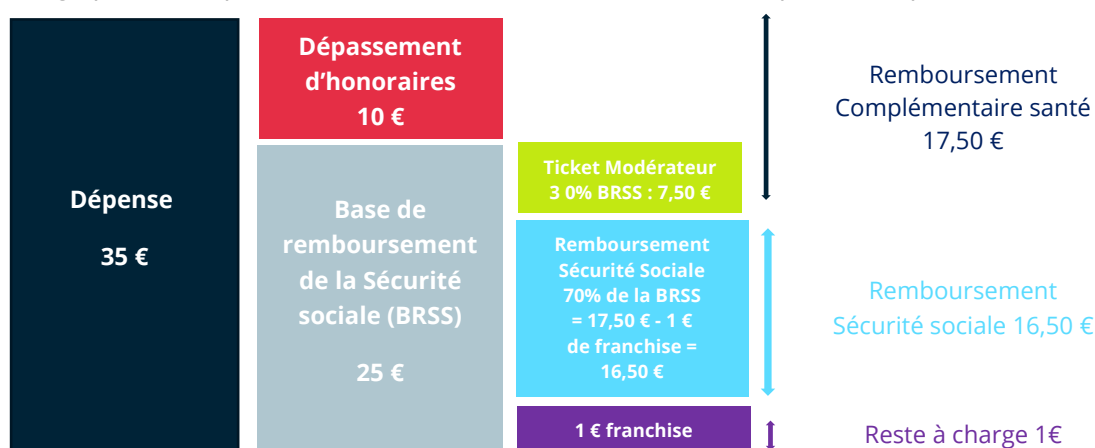 Dépense
35 €
Dépassement
d’honoraires
10 €
Base de
remboursement
de la Sécurité
sociale (BRSS)
25 €
Ticket Modérateur
3 0% BRSS : 7,50 €
Remboursement
Sécurité Sociale
70% de la BRSS
= 17,50 € - 1 €
de franchise =
16,50 €
1 € franchise
Remboursement
Complémentaire santé
17,50 €
Remboursement
Sécurité sociale 16,50 €
Reste à charge 1€